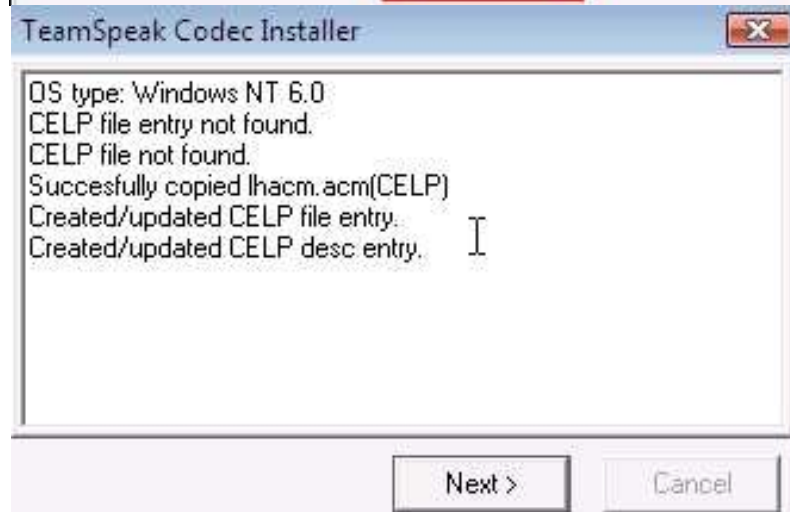 TeamSpeak Codec Installer
OS type: Windows NT 6.0
CELP file entry not found.
CELP file not found.
Succesfully copied lhacm.acm(CELP)
Created/updated CELP file entry.
Created/updated CELP desc entry.
Next >
Cancel